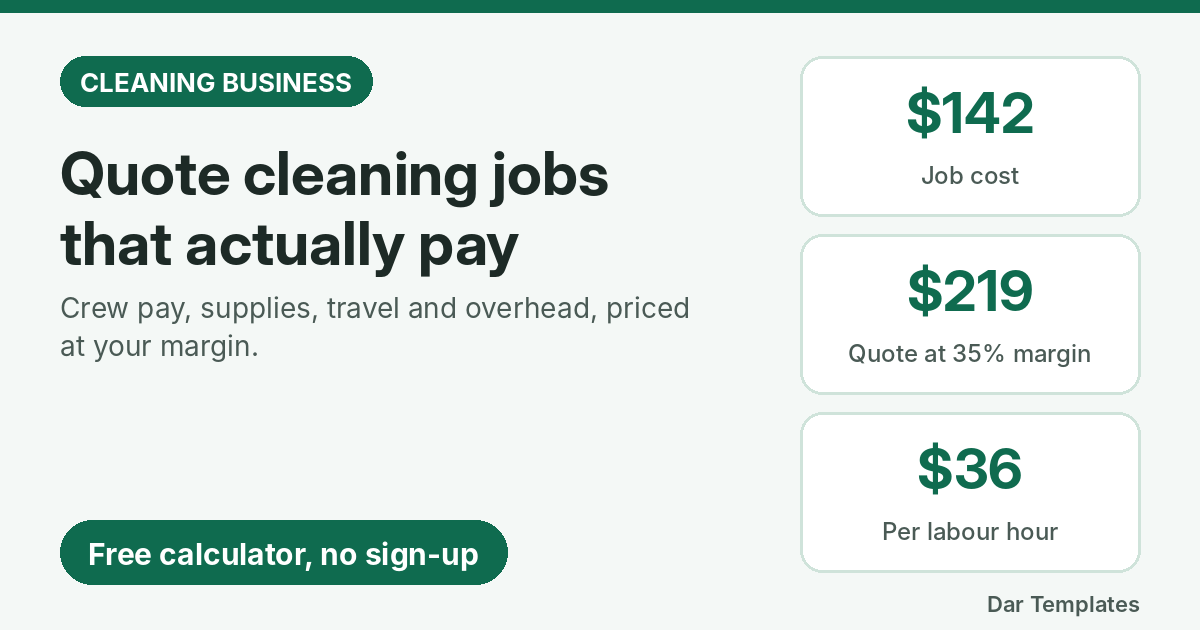 CLEANING BUSINESS
Quote cleaning jobs
that actually pay
Crew pay, supplies, travel and overhead, priced
at your margin.
Free calculator, no sign-up
$142
Job cost
$219
Quote at 35% margin
$36
Per labour hour
Dar Templates